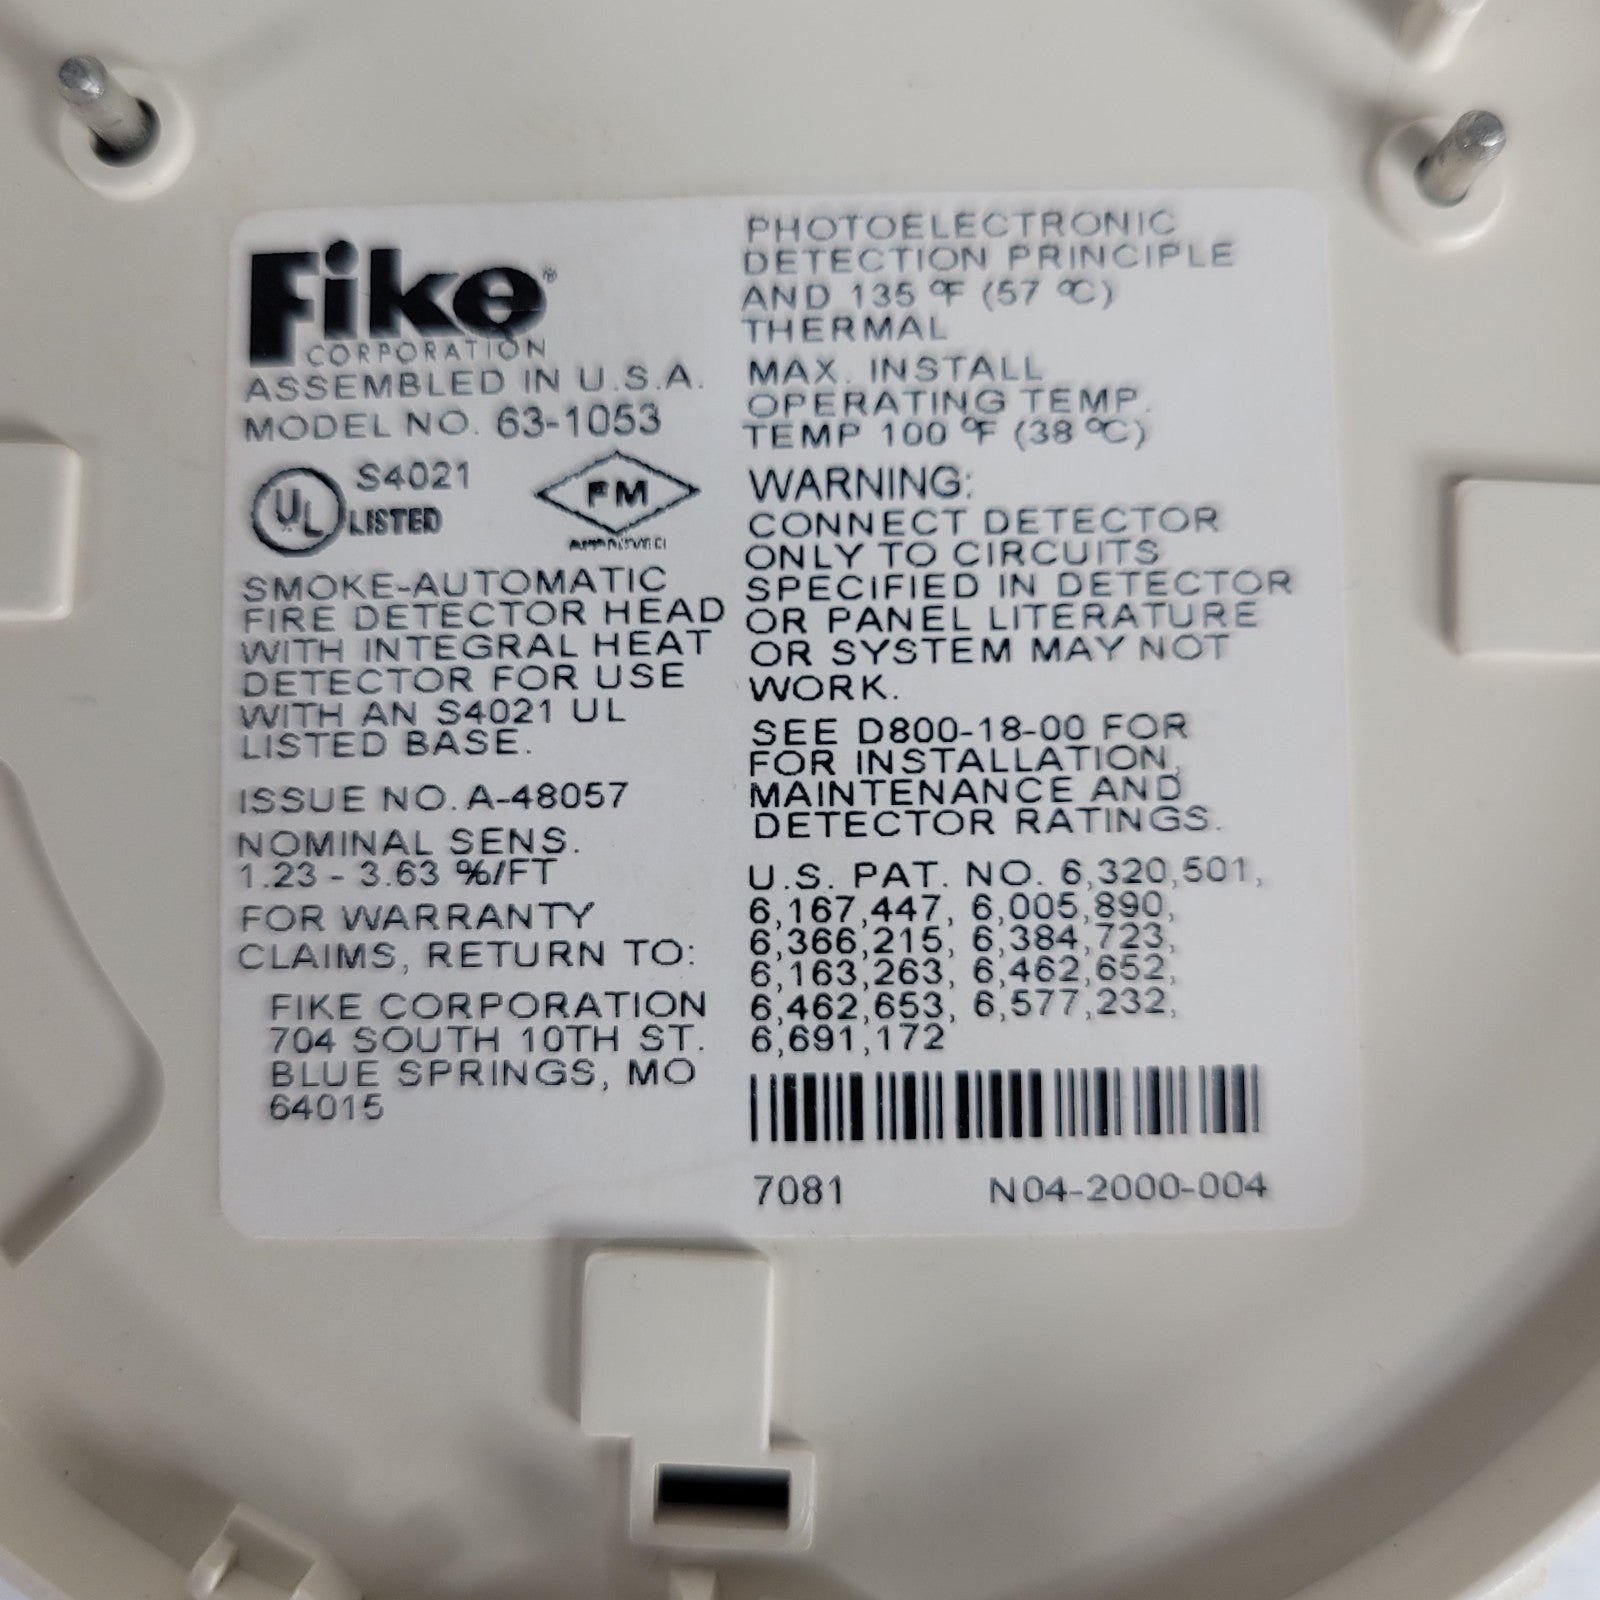 Fike®
CORPORATION
ASSEMBLED IN U.S.A.
MODEL NO. 63-1053
UL S4021
LISTED
FM
SMOKE-AUTOMATIC
FIRE DETECTOR HEAD
WITH INTEGRAL HEAT
DETECTOR FOR USE
WITH AN S4021 UL
LISTED BASE.
ISSUE NO. A-48057
NOMINAL SENS.
1.23 - 3.63 %/FT
FOR WARRANTY
CLAIMS, RETURN TO:
FIKE CORPORATION
704 SOUTH 10TH ST.
BLUE SPRINGS, MO
64015
PHOTOELECTRONIC
DETECTION PRINCIPLE
AND 135 °F (57 °C)
THERMAL
MAX. INSTALL
OPERATING TEMP.
TEMP 100 °F (38 °C)
WARNING:
CONNECT DETECTOR
ONLY TO CIRCUITS
SPECIFIED IN DETECTOR
OR PANEL LITERATURE
OR SYSTEM MAY NOT
WORK.
SEE D800-18-00 FOR
FOR INSTALLATION,
MAINTENANCE AND
DETECTOR RATINGS.
U.S. PAT. NO. 6,320,501,
6,167,447, 6,005,890,
6,366,215, 6,384,723,
6,163,263, 6,462,652,
6,462,653, 6,577,232,
6,691,172
7081 N04-2000-004